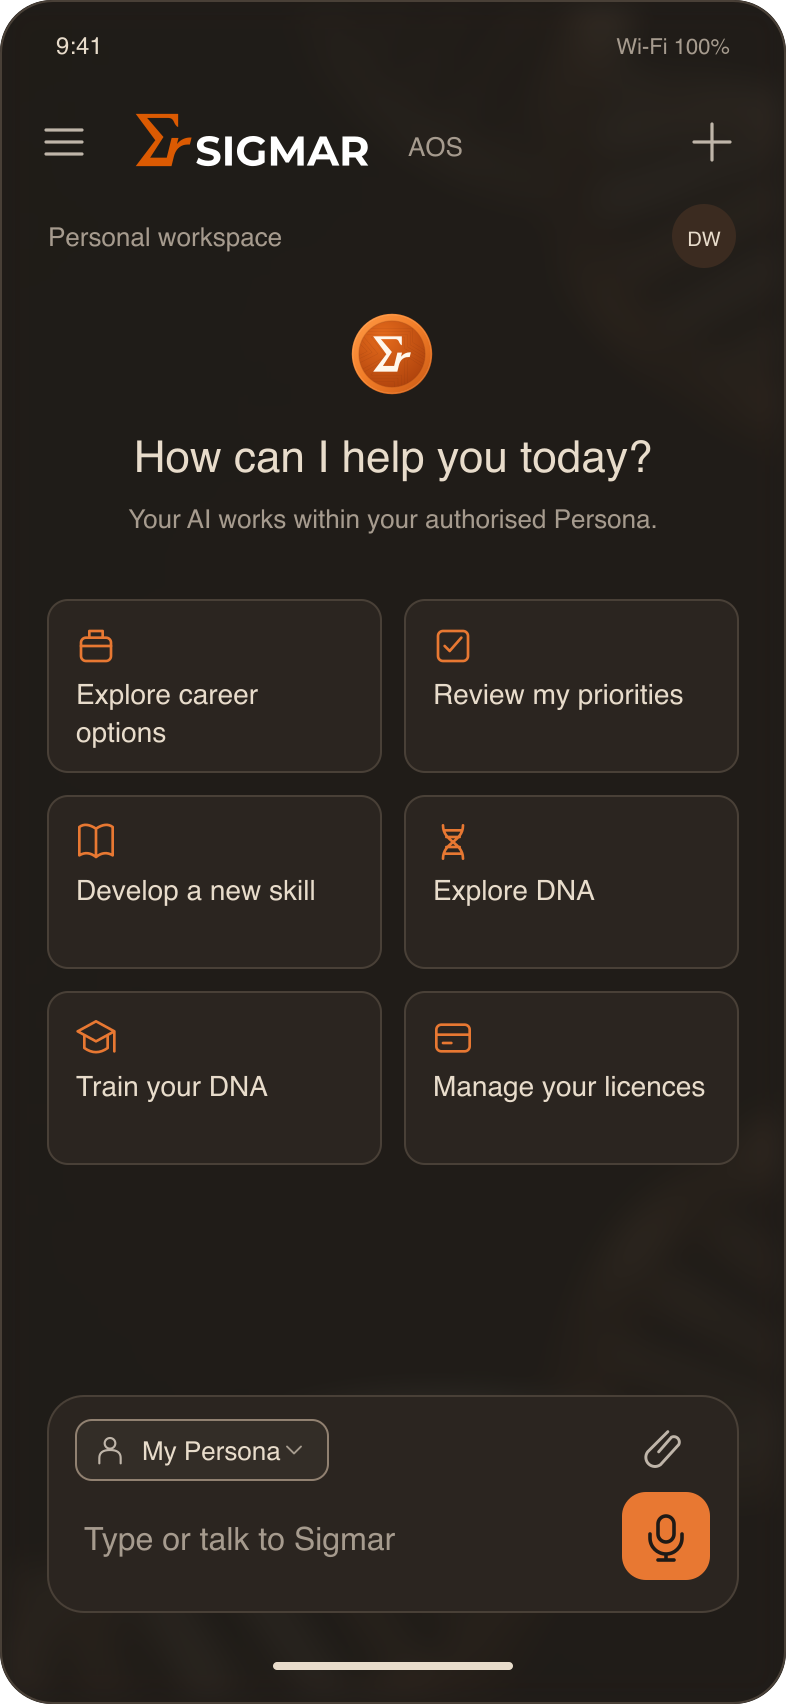 9:41 Wi-Fi 100%
Σr SIGMAR AOS
Personal workspace DW
Σr
How can I help you today?
Your AI works within your authorised Persona.
Explore career
options
Review my priorities
Develop a new skill
Explore DNA
Train your DNA
Manage your licences
My Persona
Type or talk to Sigmar